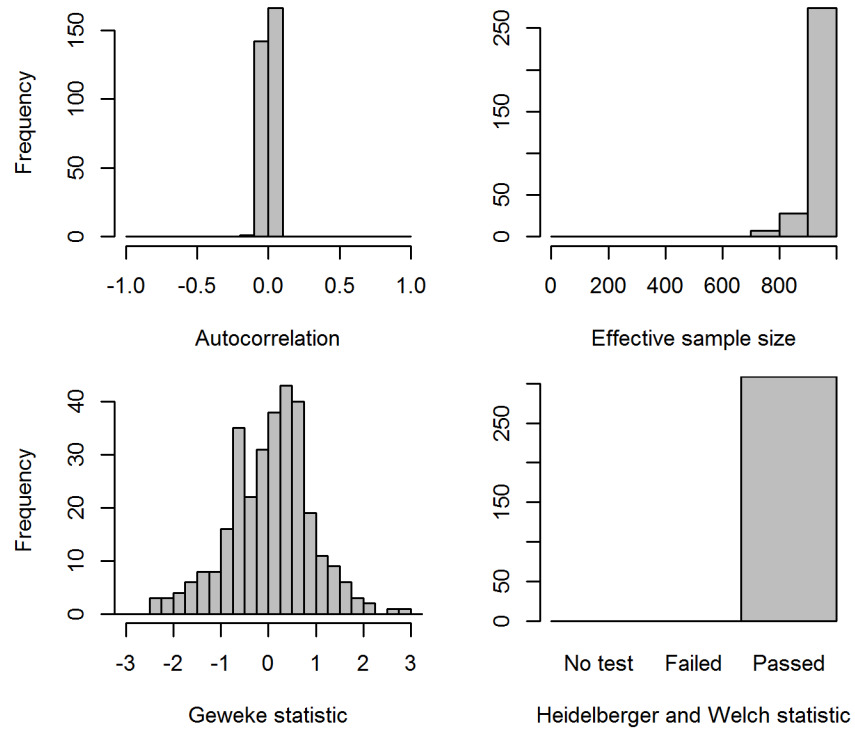 Frequency
0 50 100 150
-1.0 -0.5 0.0 0.5 1.0
Autocorrelation
0 50 150 250
0 200 400 600 800
Effective sample size
Frequency
0 10 20 30 40
-3 -2 -1 0 1 2 3
Geweke statistic
0 50 150 250
No test Failed Passed
Heidelberger and Welch statistic